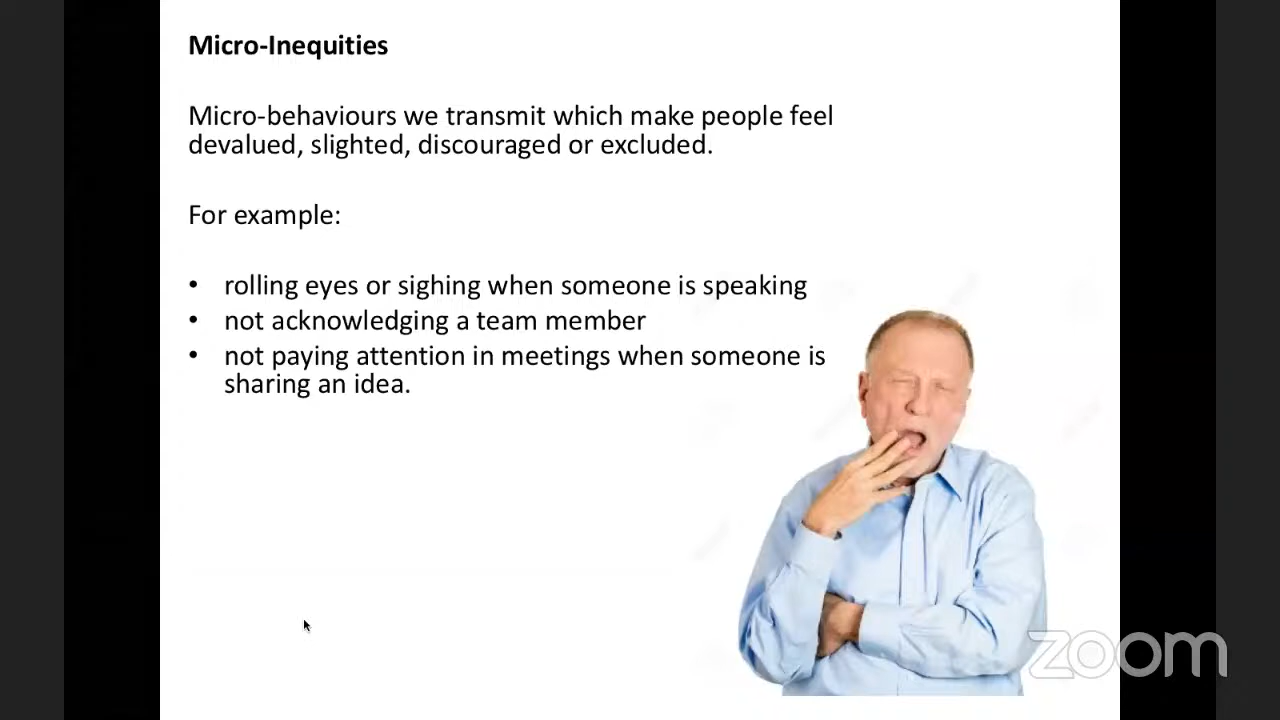 Micro-Inequities
Micro-behaviours we transmit which make people feel
devalued, slighted, discouraged or excluded.
For example:
• rolling eyes or sighing when someone is speaking
• not acknowledging a team member
• not paying attention in meetings when someone is
sharing an idea.
zoom